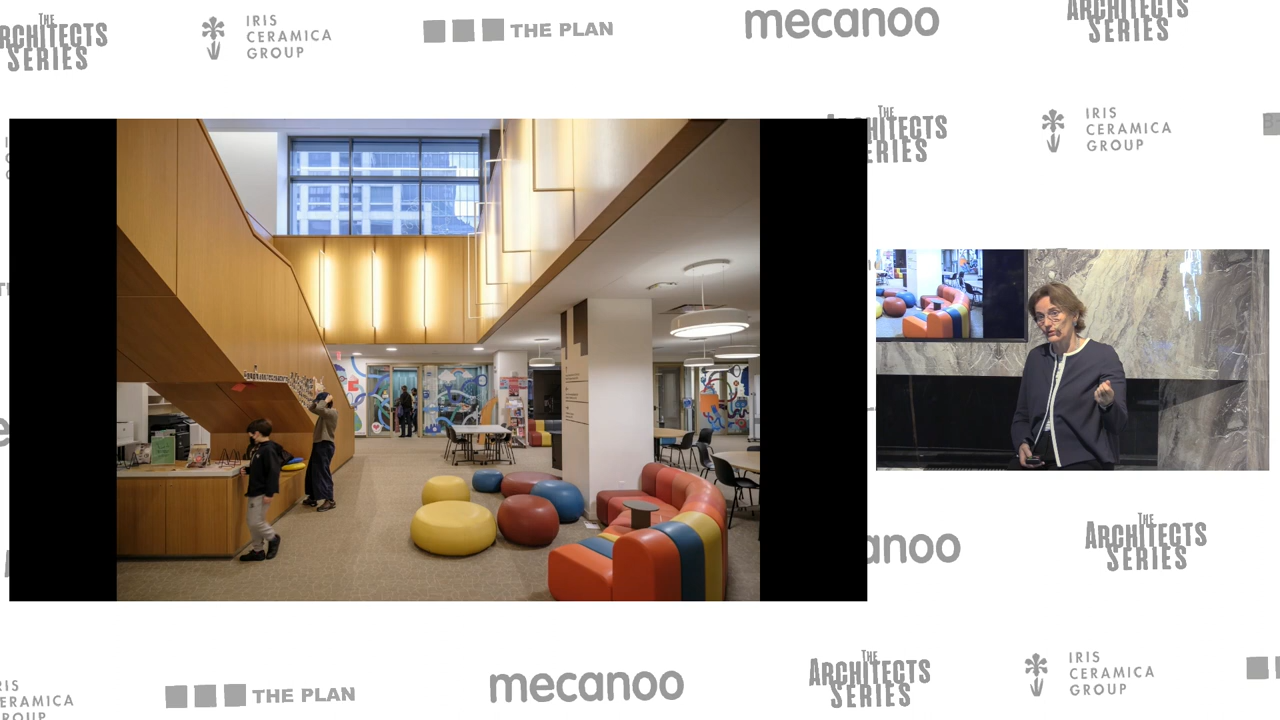 THE
ARCHITECTS
SERIES
IRIS
CERAMICA
GROUP
THE PLAN
mecanoo
ARCHITECTS
SERIES
THE
ARCHITECTS
SERIES
IRIS
CERAMICA
GROUP
anoo
THE
ARCHITECTS
SERIES
IRIS
CERAMICA
GROUP
THE PLAN
mecanoo
THE
ARCHITECTS
SERIES
IRIS
CERAMICA
GROUP